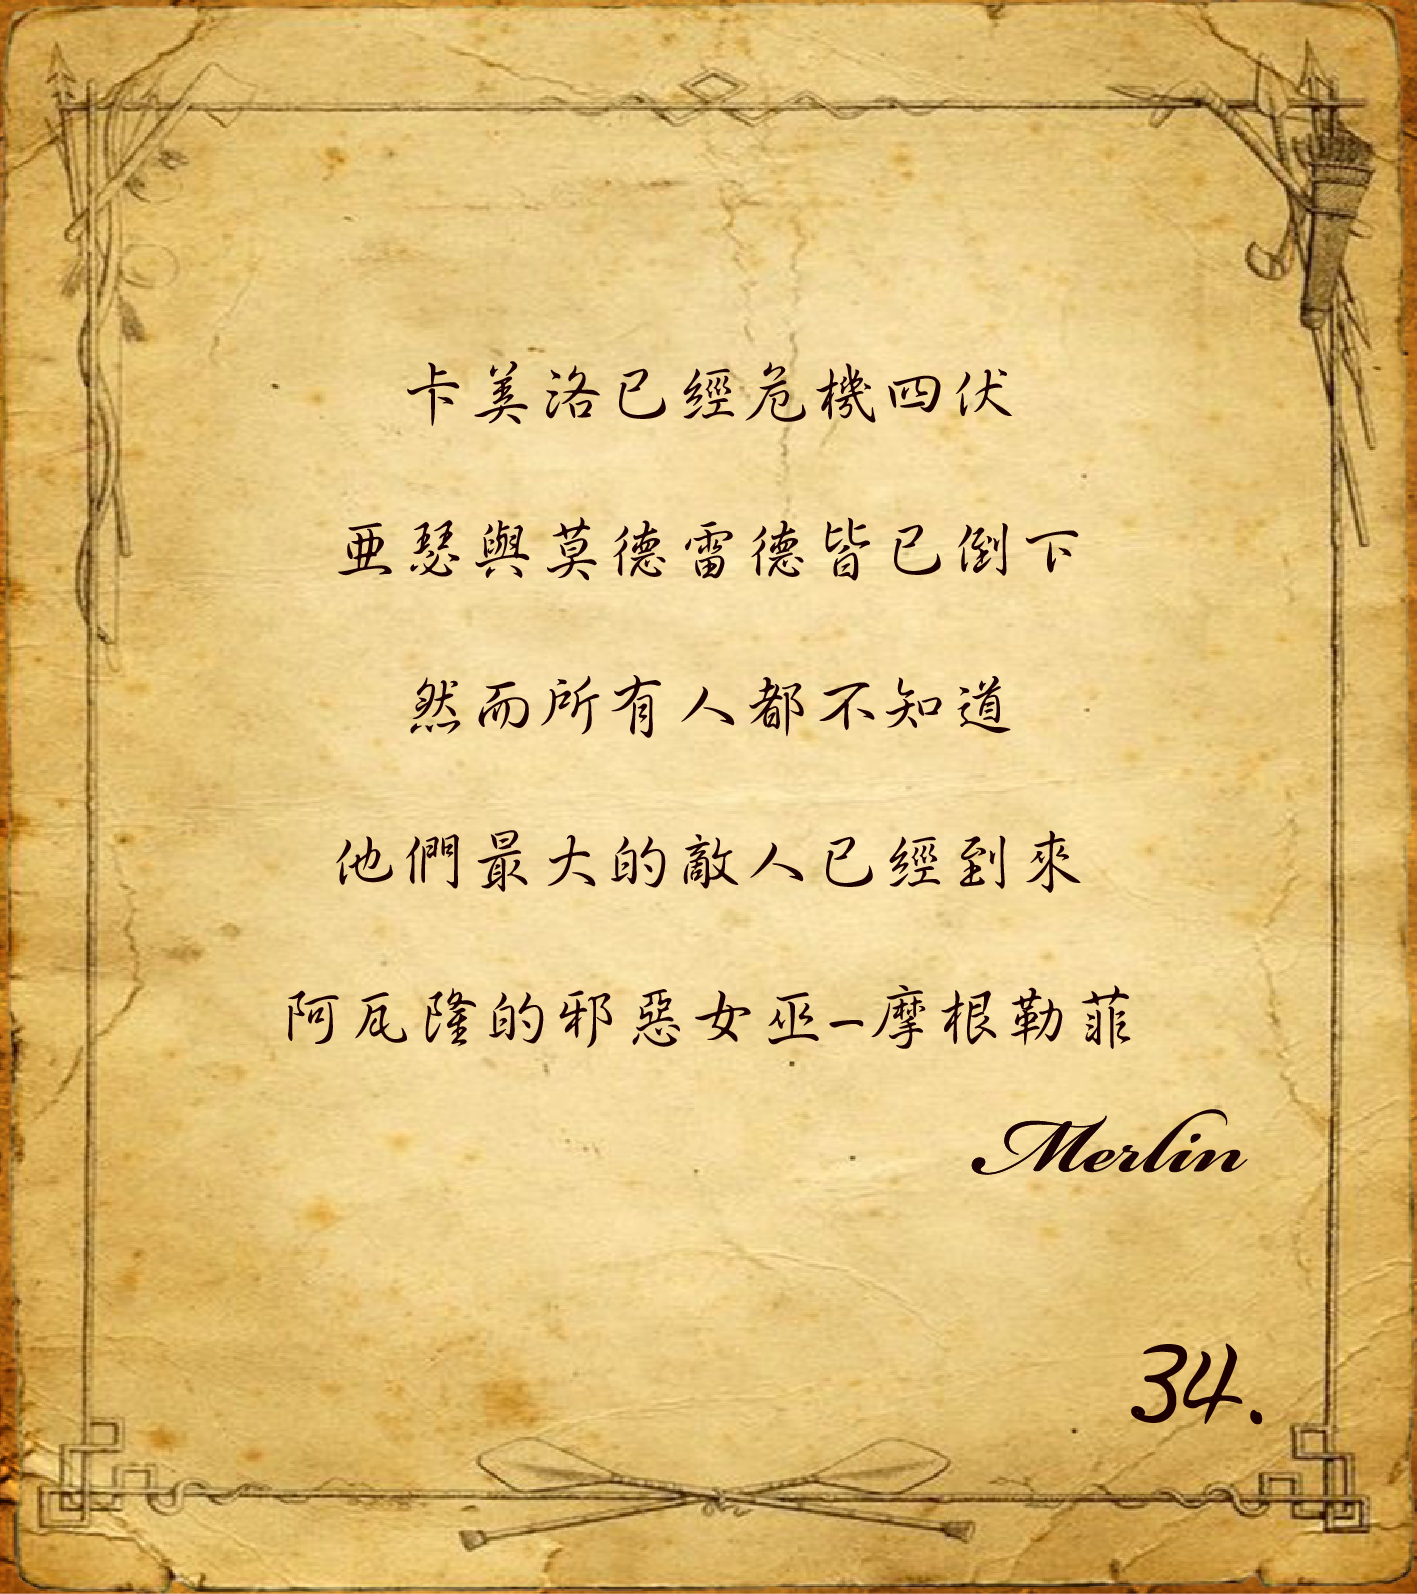 卡美洛已經危機四伏
亞瑟與莫德雷德皆已倒下
然而所有人都不知道
他們最大的敵人已經到來
阿瓦隆的邪惡女巫–摩根勒菲
Merlin
34.